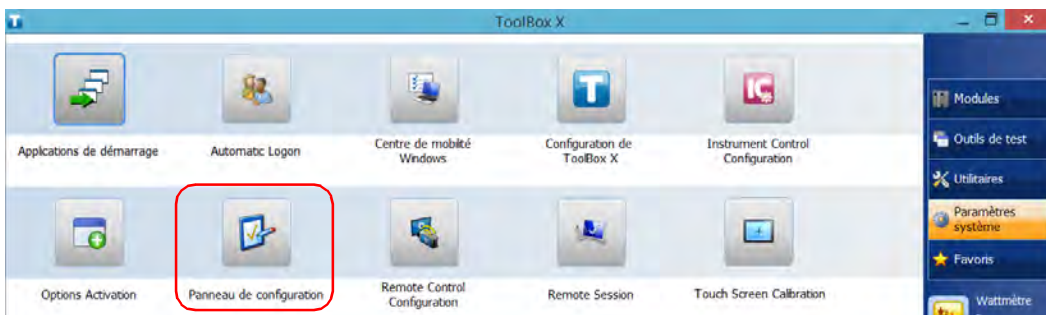 ToolBox X
Applications de démarrage
Automatic Logon
Centre de mobilité
Windows
Configuration de
ToolBox X
Instrument Control
Configuration
Options Activation
Panneau de configuration
Remote Control
Configuration
Remote Session
Touch Screen Calibration
Modules
Outils de test
Utilitaires
Paramètres
système
Favoris
Wattmètre